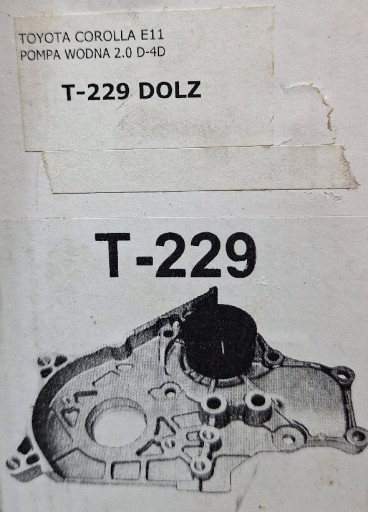 TOYOTA COROLLA E11
POMPA WODNA 2.0 D-4D
T-229 DOLZ
T-229